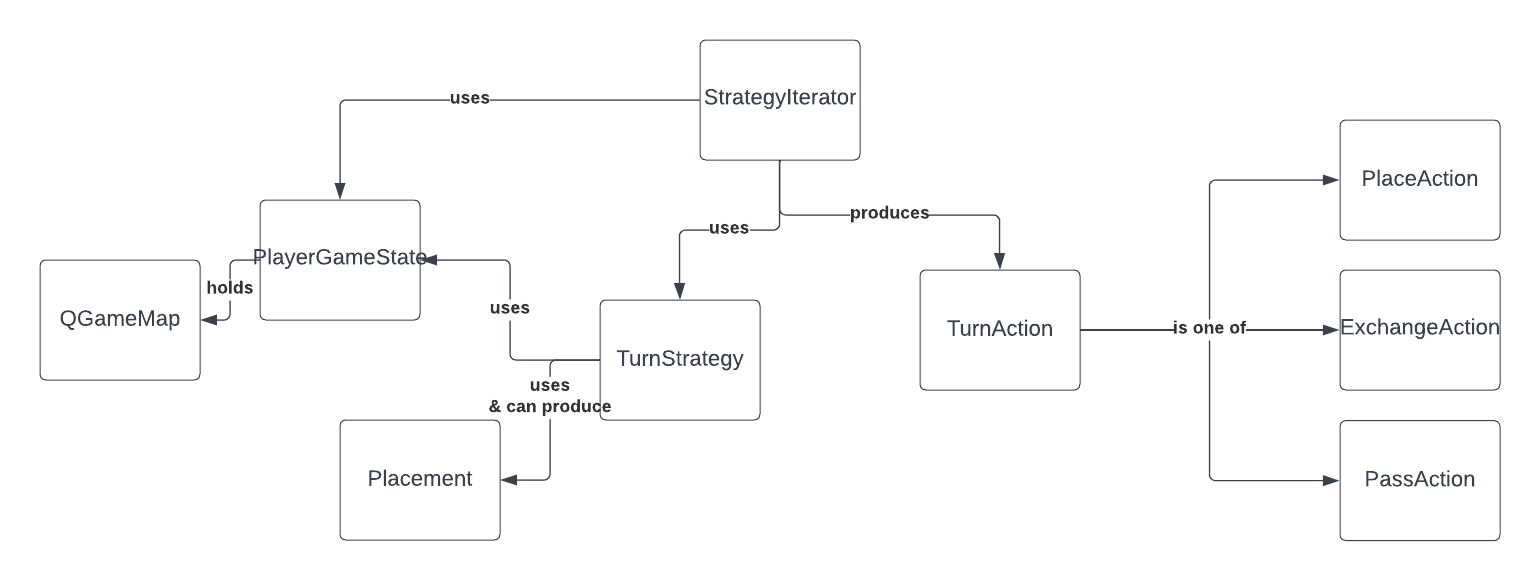 StrategyIterator
uses
PlaceAction
produces
uses
PlayerGameState
holds
QGameMap
uses
TurnStrategy
TurnAction
is one of
ExchangeAction
uses
& can produce
Placement
PassAction